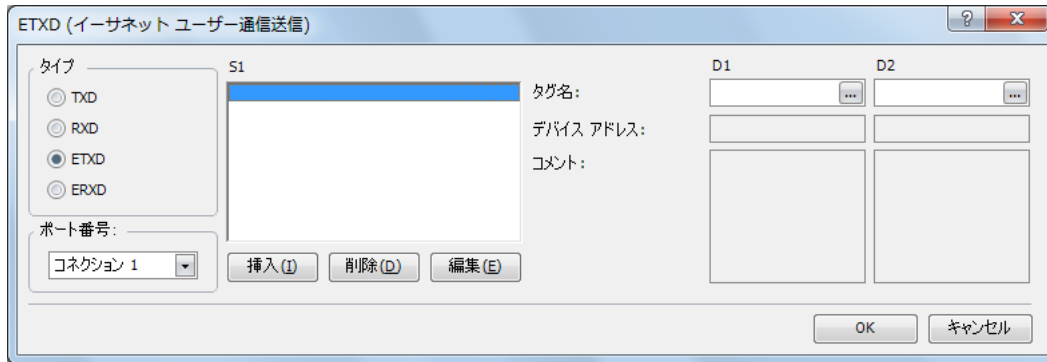 ETXD (イーサネット ユーザー通信送信)
タイプ
TXD
RXD
ETXD
ERXD
ポート番号:
コネクション 1
S1
挿入(I)
削除(D)
編集(E)
D1
D2
タグ名:
...
...
デバイス アドレス:
コメント:
OK
キャンセル